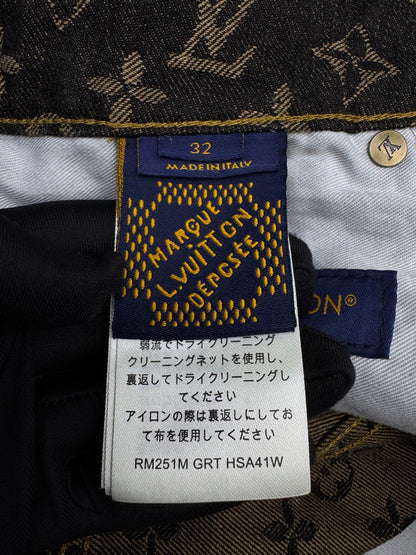 32
MADE IN ITALY
MARQUE
L.VUITTON
DÉPOSÉE
ON®
弱流でドライクリーニング
クリーニングネットを使用し、
裏返してドライクリーニングし
てください
アイロンの際は裏返しにしてお
て布を使用してください。
RM251M GRT HSA41W